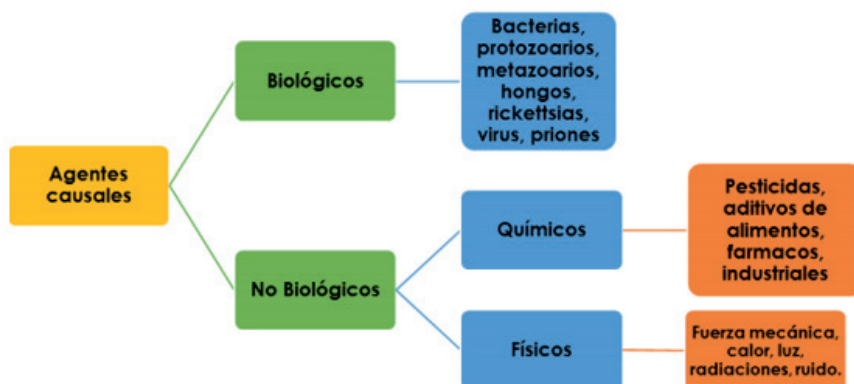 Agentes
causales
Biológicos
Bacterias,
protozoarios,
metazoarios,
hongos,
rickettsias,
virus, priones
No Biológicos
Químicos
Pesticidas,
aditivos de
alimentos,
farmacos,
industriales
Físicos
Fuerza mecánica,
calor, luz,
radiaciones, ruido.